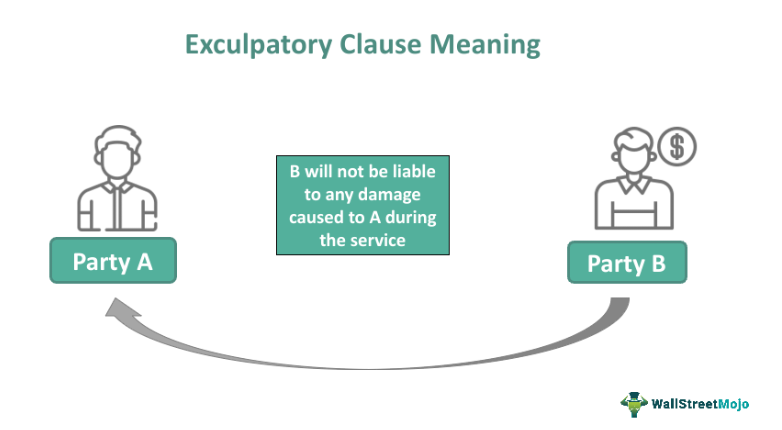 Exculpatory Clause Meaning
B will not be liable
to any damage
caused to A during
the service
$
Party A
Party B
WallStreetMojo